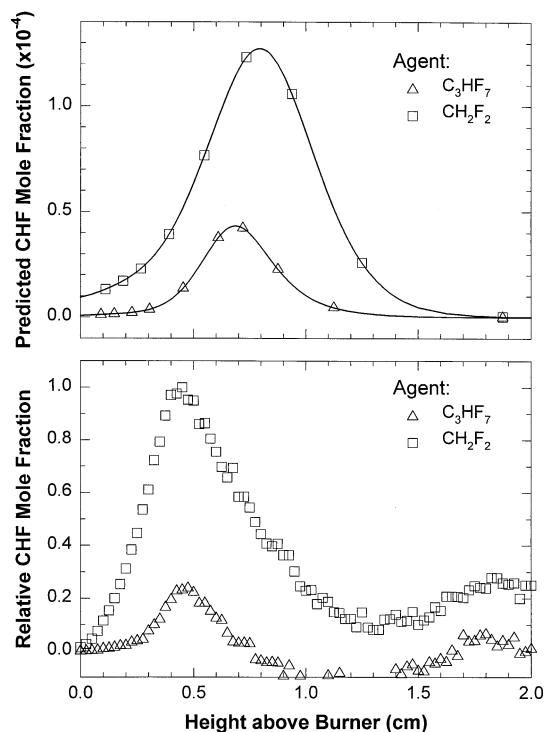 Predicted CHF Mole Fraction (x10⁻⁴)
1.0
0.5
0.0
Agent:
△ C₃HF₇
□ CH₂F₂
Relative CHF Mole Fraction
1.0
0.8
0.6
0.4
0.2
0.0
Agent:
△ C₃HF₇
□ CH₂F₂
0.0 0.5 1.0 1.5 2.0
Height above Burner (cm)